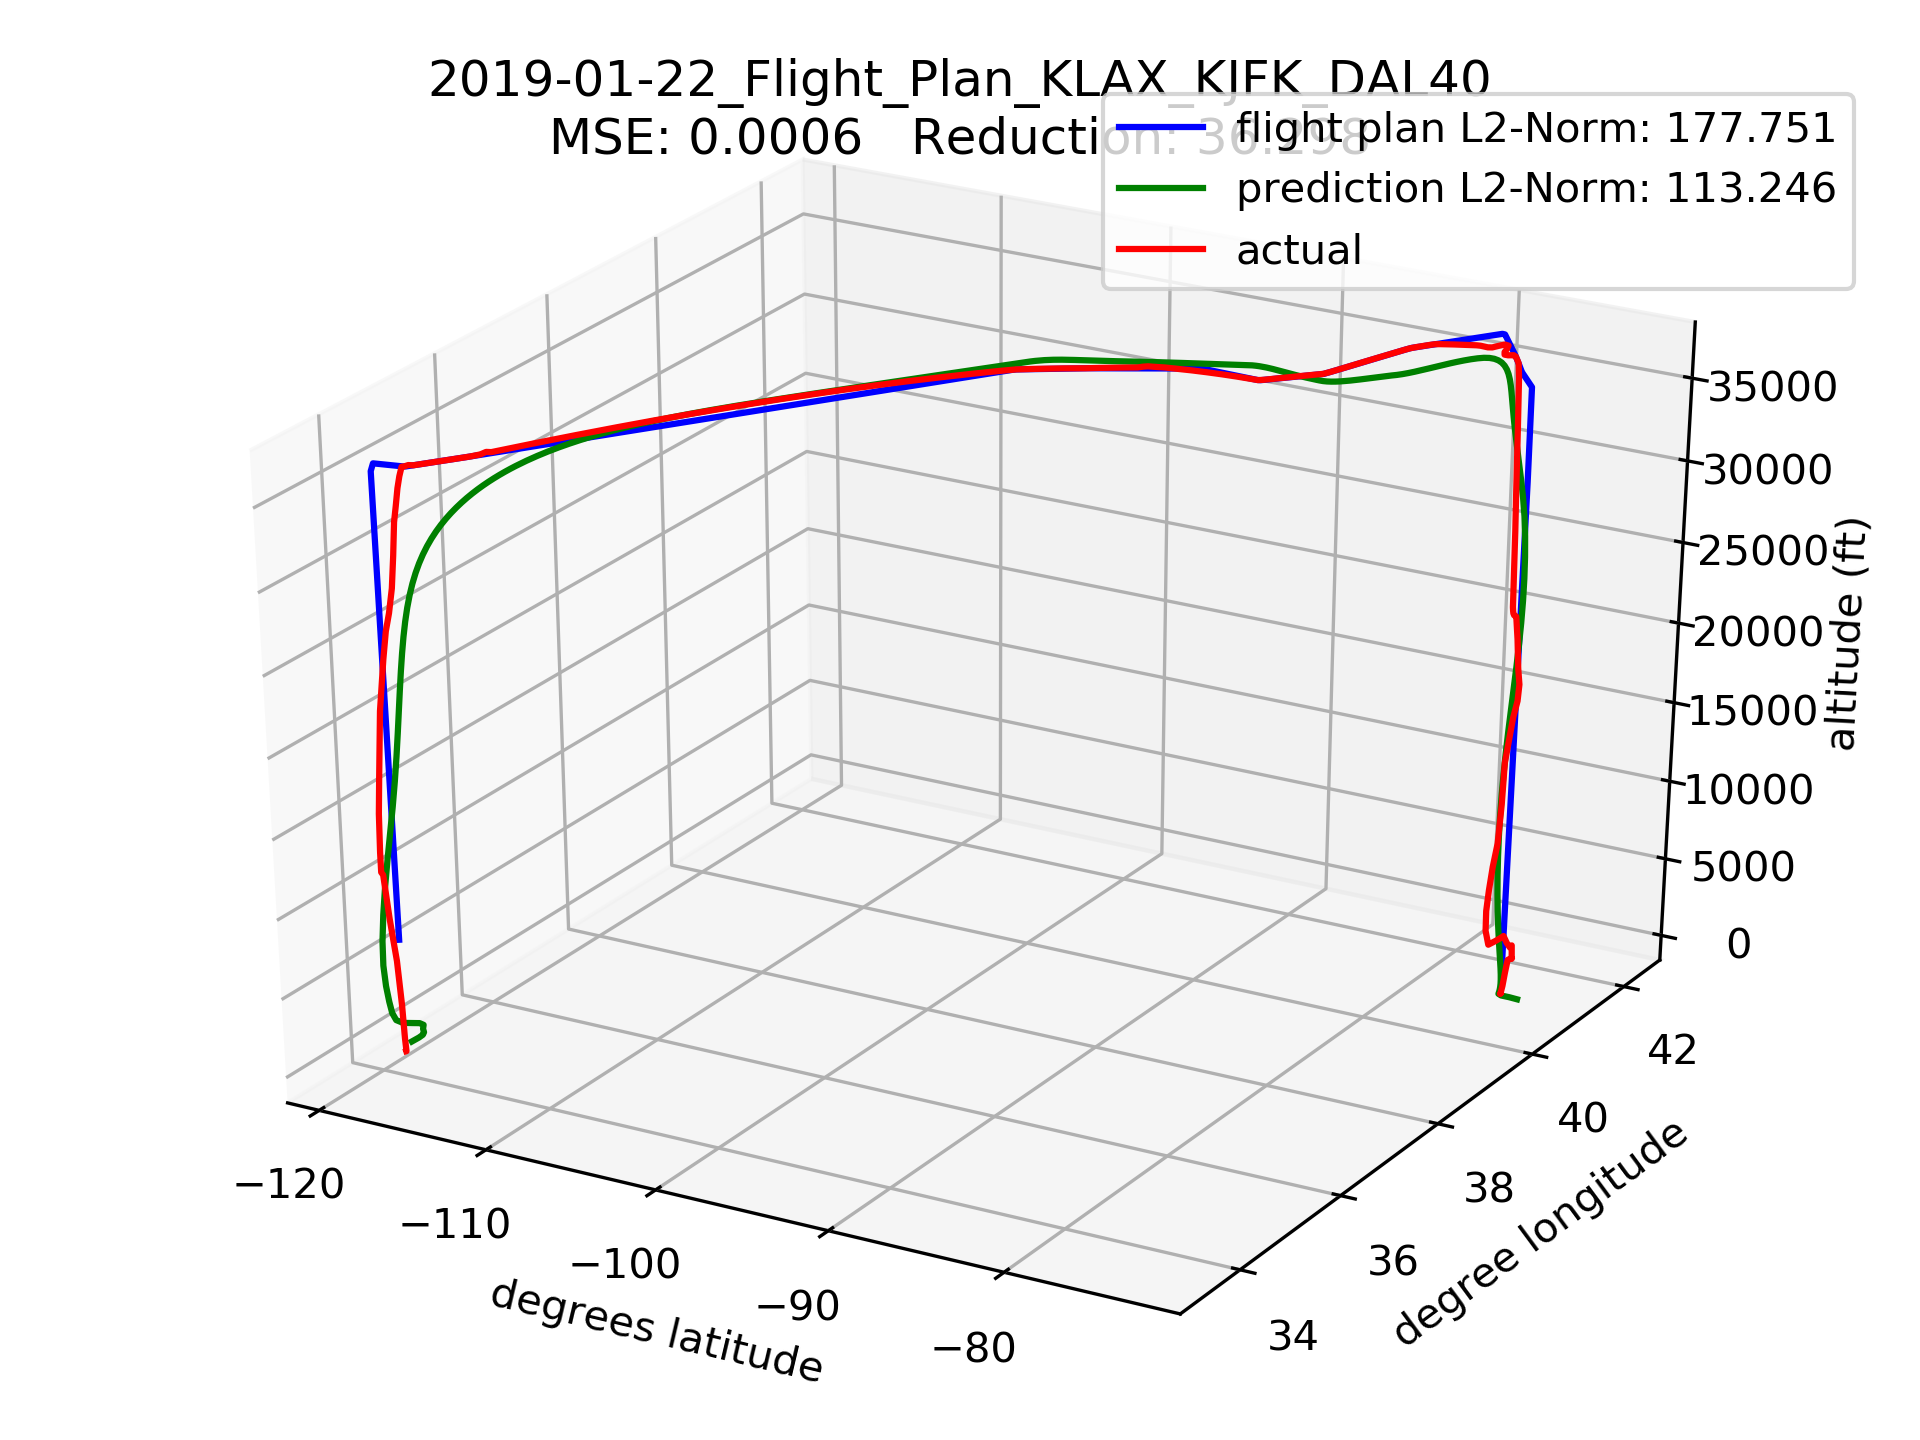 2019-01-22_Flight_Plan_KLAX_KJFK_DAL40
MSE: 0.0006   Reduction: 36.298
flight plan L2-Norm: 177.751
prediction L2-Norm: 113.246
actual
35000
30000
25000
20000
15000
10000
5000
0
altitude (ft)
42
40
38
36
34
degree longitude
−120
−110
−100
−90
−80
degrees latitude